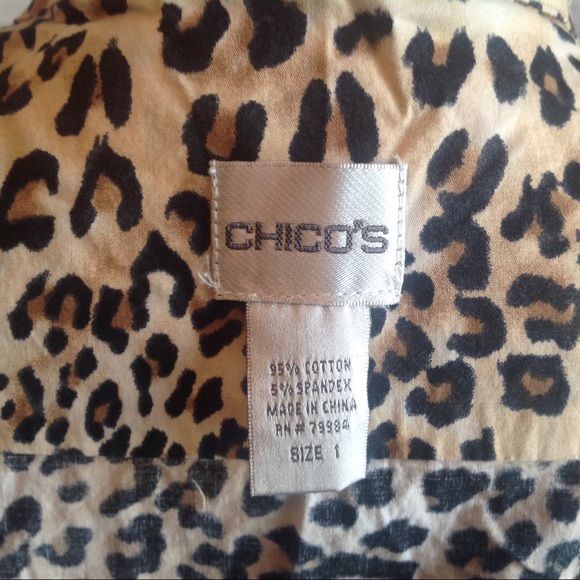 CHICO'S
95% COTTON
5% SPANDEX
MADE IN CHINA
RN # 79984
SIZE 1